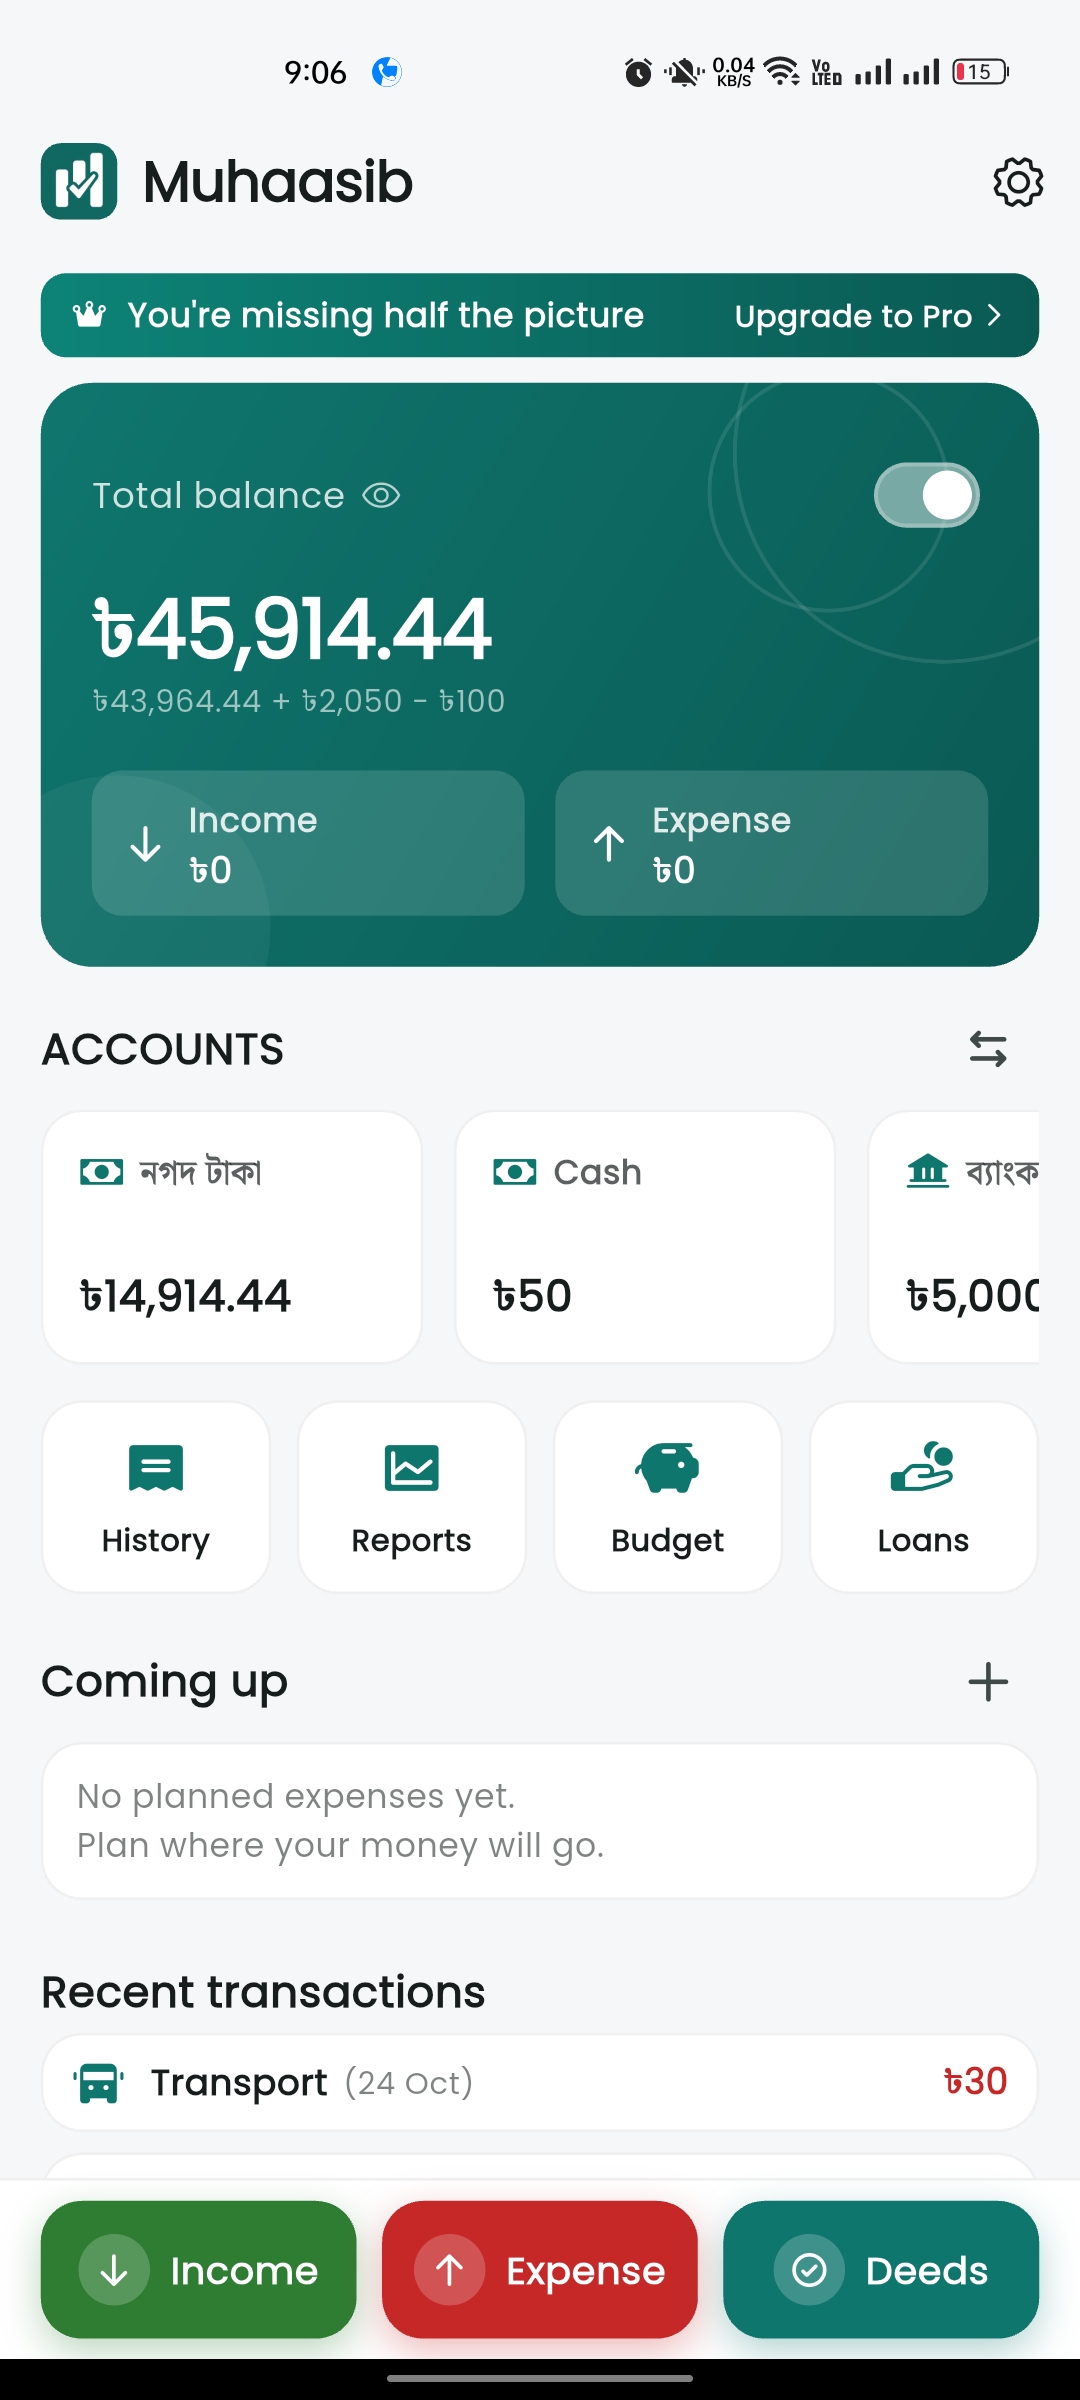 9:06
0.04 KB/S
Vo LTED
15
Muhaasib
You're missing half the picture Upgrade to Pro
Total balance
৳45,914.44
৳43,964.44 + ৳2,050 - ৳100
Income Expense
৳0 ৳0
ACCOUNTS
নগদ টাকা Cash ব্যাংক
৳14,914.44 ৳50 ৳5,000
History Reports Budget Loans
Coming up
No planned expenses yet.
Plan where your money will go.
Recent transactions
Transport (24 Oct) ৳30
Income Expense Deeds